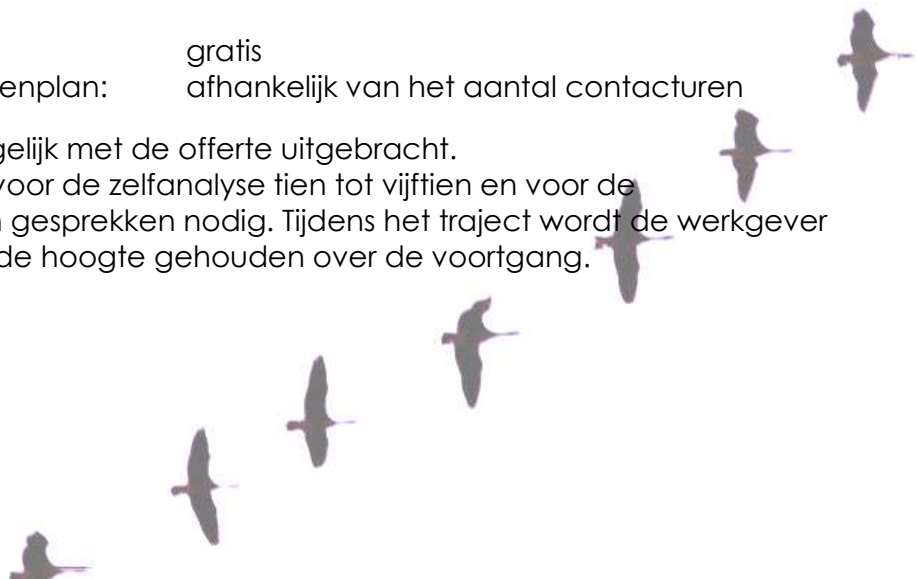 gratis
enplan: afhankelijk van het aantal contacturen
gelijk met de offerte uitgebracht.
voor de zelfanalyse tien tot vijftien en voor de
gesprekken nodig. Tijdens het traject wordt de werkgever
de hoogte gehouden over de voortgang.